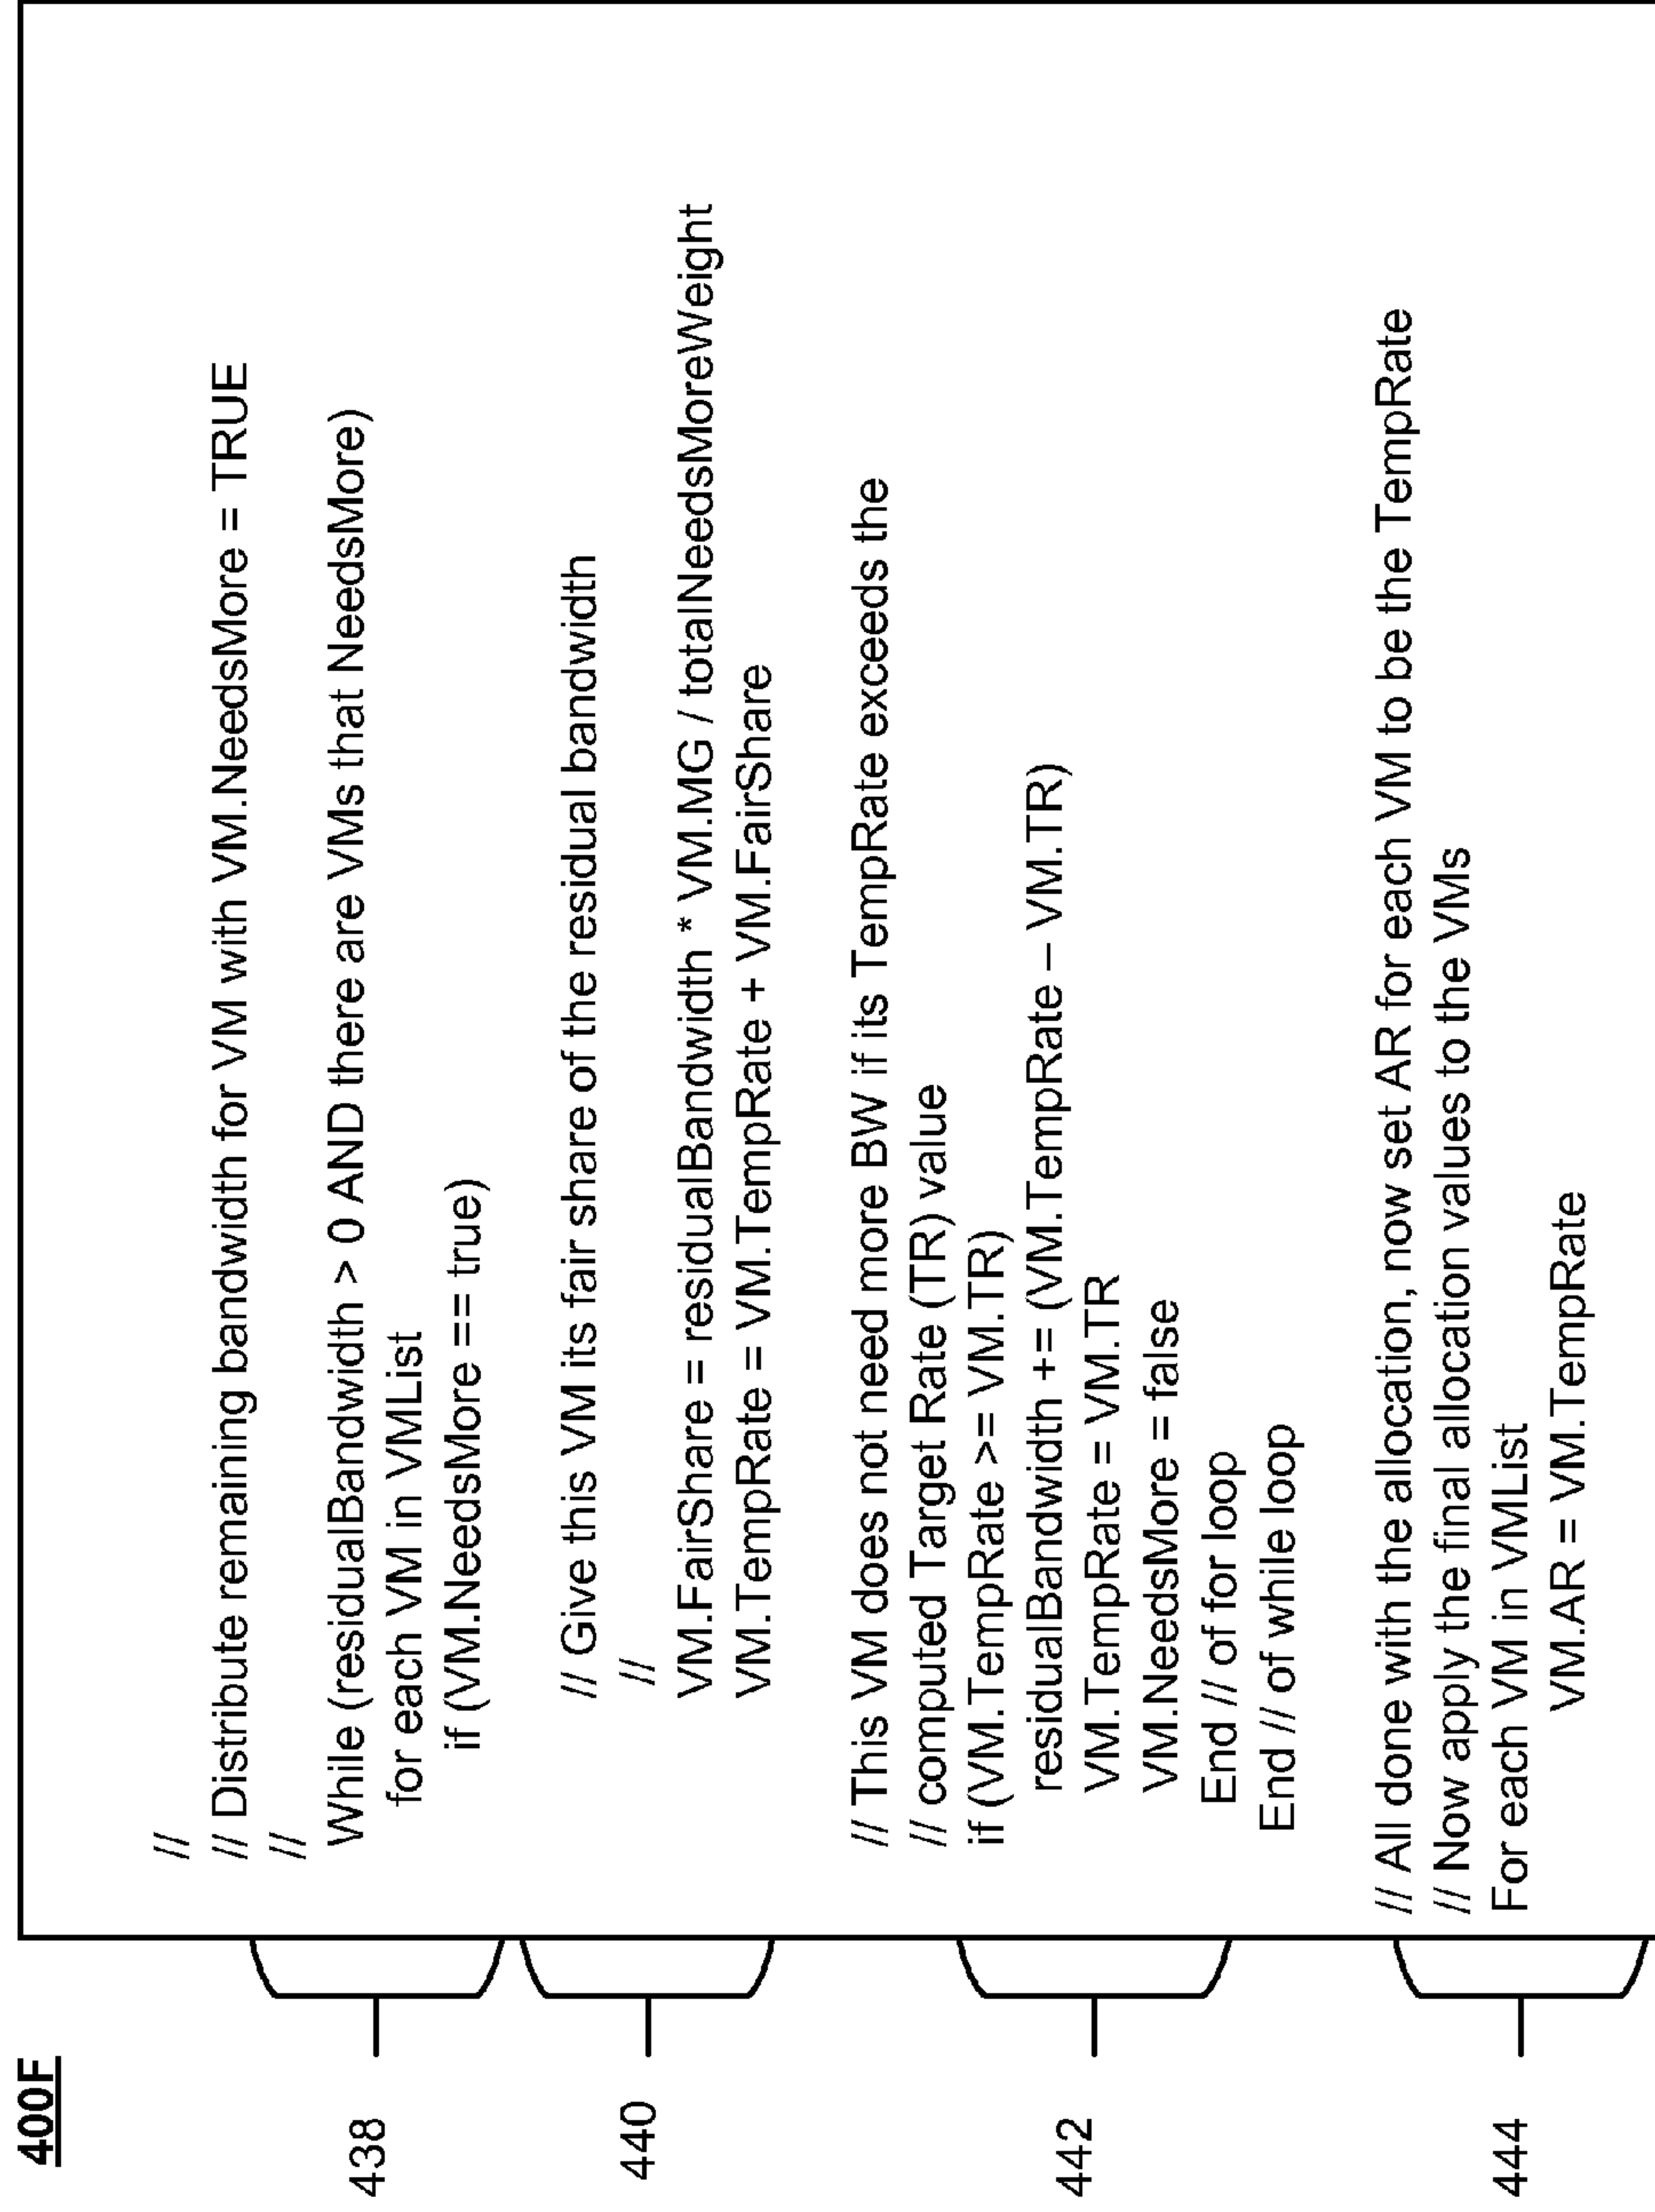 400F
//
// Distribute remaining bandwidth for VM with VM.NeedsMore = TRUE
//
While (residualBandwidth > 0 AND there are VMs that NeedsMore)
for each VM in VMList
if (VM.NeedsMore == true)
438
// Give this VM its fair share of the residual bandwidth
//
VM.FairShare = residualBandwidth * VM.MG / totalNeedsMoreWeight
VM.TempRate = VM.TempRate + VM.FairShare
440
// This VM does not need more BW if its TempRate exceeds the
// computed Target Rate (TR) value
if (VM.TempRate >= VM.TR)
residualBandwidth += (VM.TempRate – VM.TR)
VM.TempRate = VM.TR
VM.NeedsMore = false
End // of for loop
End // of while loop
442
// All done with the allocation, now set AR for each VM to be the TempRate
// Now apply the final allocation values to the VMs
For each VM in VMList
VM.AR = VM.TempRate
444